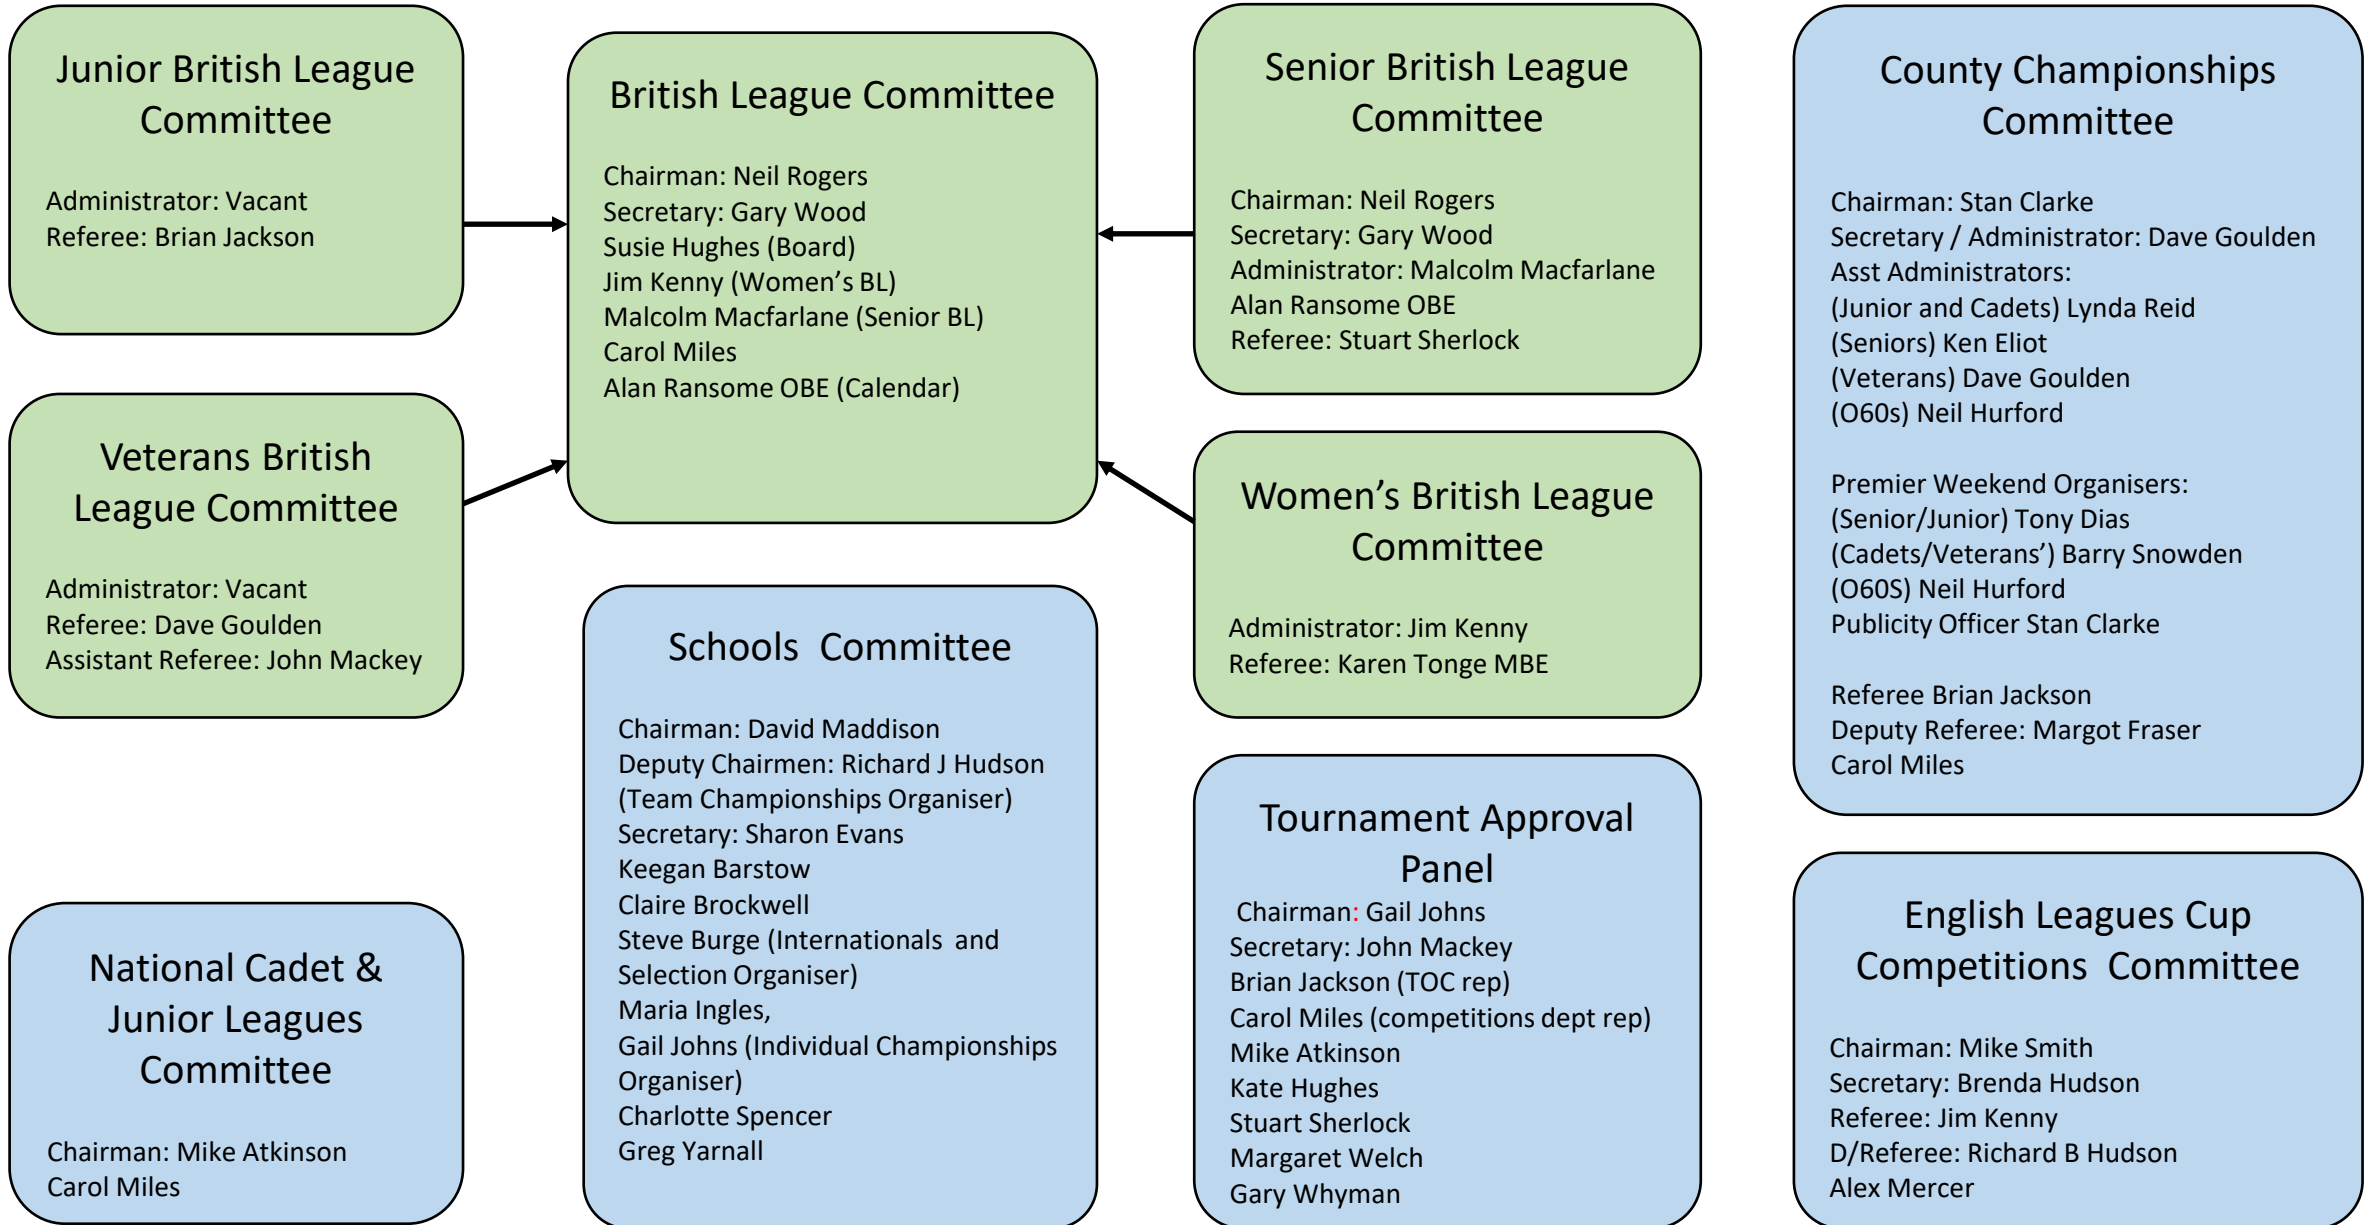 Junior British League
Committee
Administrator: Vacant
Referee: Brian Jackson
British League Committee
Chairman: Neil Rogers
Secretary: Gary Wood
Susie Hughes (Board)
Jim Kenny (Women’s BL)
Malcolm Macfarlane (Senior BL)
Carol Miles
Alan Ransome OBE (Calendar)
Senior British League
Committee
Chairman: Neil Rogers
Secretary: Gary Wood
Administrator: Malcolm Macfarlane
Alan Ransome OBE
Referee: Stuart Sherlock
County Championships
Committee
Chairman: Stan Clarke
Secretary / Administrator: Dave Goulden
Asst Administrators:
(Junior and Cadets) Lynda Reid
(Seniors) Ken Eliot
(Veterans) Dave Goulden
(O60s) Neil Hurford
Premier Weekend Organisers:
(Senior/Junior) Tony Dias
(Cadets/Veterans’) Barry Snowden
(O60S) Neil Hurford
Publicity Officer Stan Clarke
Referee Brian Jackson
Deputy Referee: Margot Fraser
Carol Miles
Veterans British
League Committee
Administrator: Vacant
Referee: Dave Goulden
Assistant Referee: John Mackey
Women’s British League
Committee
Administrator: Jim Kenny
Referee: Karen Tonge MBE
Schools  Committee
Chairman: David Maddison
Deputy Chairmen: Richard J Hudson
(Team Championships Organiser)
Secretary: Sharon Evans
Keegan Barstow
Claire Brockwell
Steve Burge (Internationals  and
Selection Organiser)
Maria Ingles,
Gail Johns (Individual Championships
Organiser)
Charlotte Spencer
Greg Yarnall
Tournament Approval
Panel
Chairman: Gail Johns
Secretary: John Mackey
Brian Jackson (TOC rep)
Carol Miles (competitions dept rep)
Mike Atkinson
Kate Hughes
Stuart Sherlock
Margaret Welch
Gary Whyman
National Cadet &
Junior Leagues
Committee
Chairman: Mike Atkinson
Carol Miles
English Leagues Cup
Competitions  Committee
Chairman: Mike Smith
Secretary: Brenda Hudson
Referee: Jim Kenny
D/Referee: Richard B Hudson
Alex Mercer